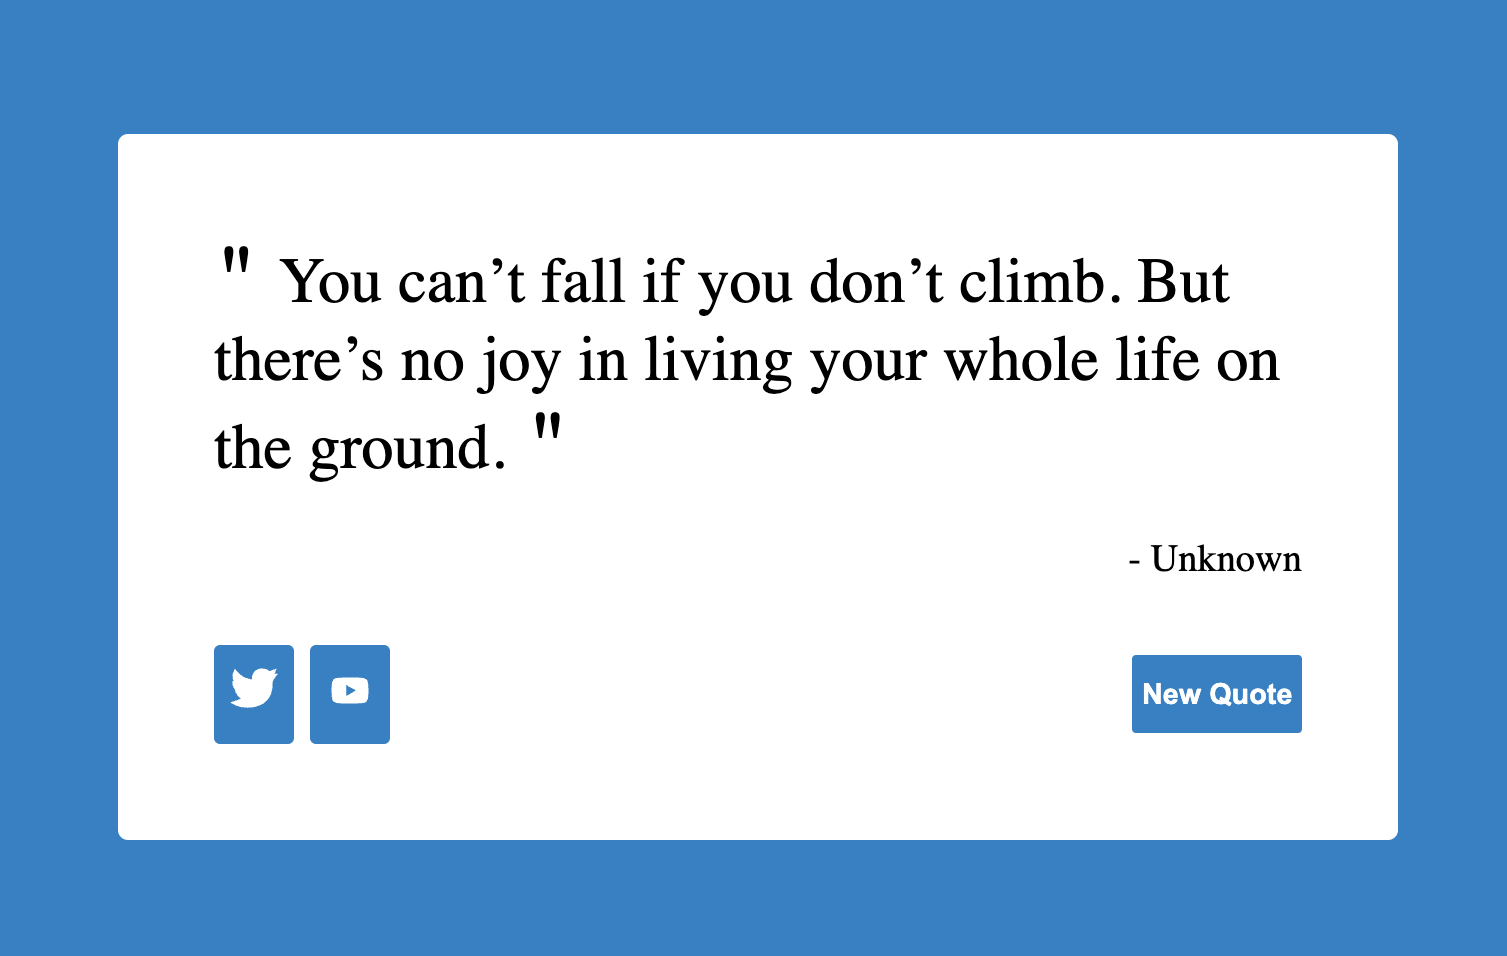 " You can’t fall if you don’t climb. But
there’s no joy in living your whole life on
the ground. "
- Unknown
New Quote